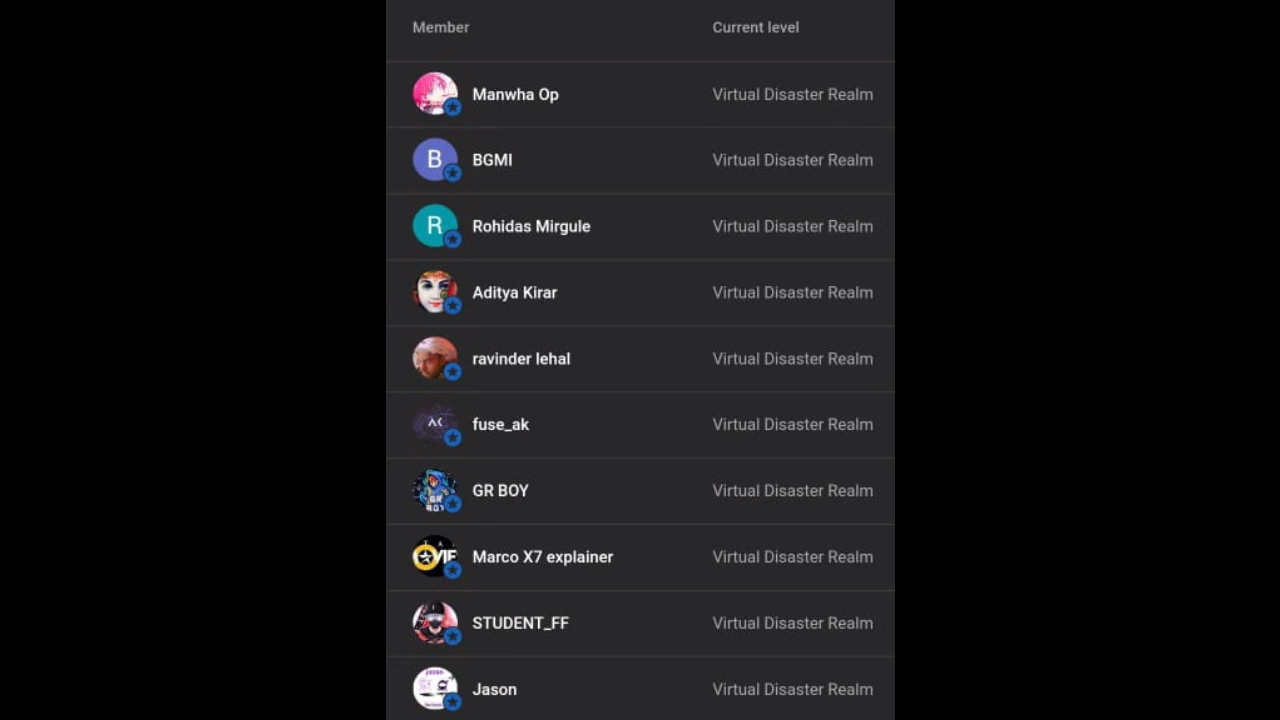 Member Current level
Manwha Op Virtual Disaster Realm
B BGMI Virtual Disaster Realm
R Rohidas Mirgule Virtual Disaster Realm
Aditya Kirar Virtual Disaster Realm
ravinder lehal Virtual Disaster Realm
fuse_ak Virtual Disaster Realm
GR BOY Virtual Disaster Realm
Marco X7 explainer Virtual Disaster Realm
STUDENT_FF Virtual Disaster Realm
Jason Virtual Disaster Realm